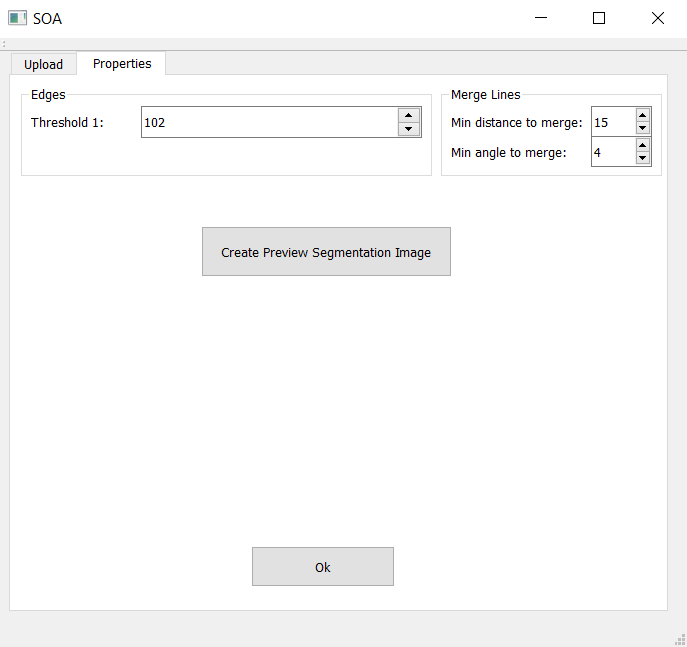 SOA
Upload Properties
Edges
Threshold 1: 102
Merge Lines
Min distance to merge: 15
Min angle to merge: 4
Create Preview Segmentation Image
Ok